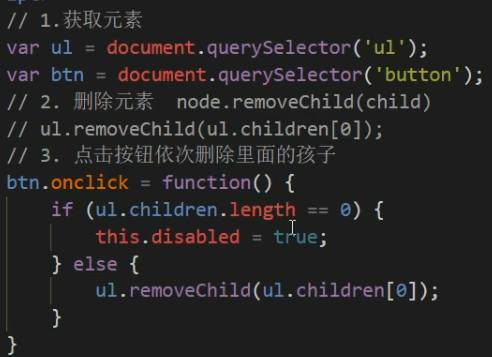 // 1.获取元素
var ul = document.querySelector('ul');
var btn = document.querySelector('button');
// 2. 删除元素  node.removeChild(child)
// ul.removeChild(ul.children[0]);
// 3. 点击按钮依次删除里面的孩子
btn.onclick = function() {
    if (ul.children.length == 0) {
        this.disabled = true;
    } else {
        ul.removeChild(ul.children[0]);
    }
}